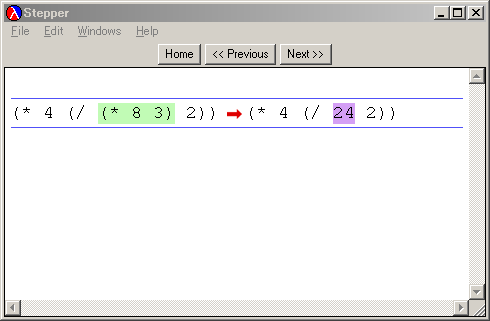 Stepper
File Edit Windows Help
Home << Previous Next >>
(* 4 (/ (* 8 3) 2)) ➡ (* 4 (/ 24 2))